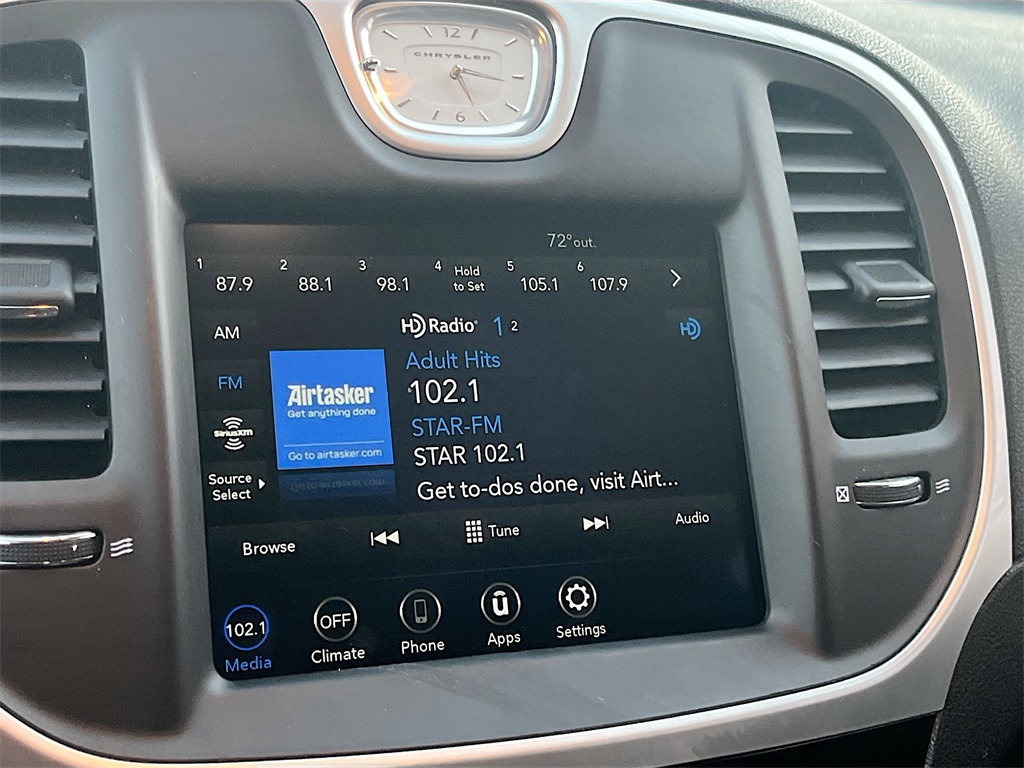 12
CHRYSLER
6
72° out.
1 87.9
2 88.1
3 98.1
4 Hold to Set
5 105.1
6 107.9
AM
HD Radio 1 2
HD
FM
Adult Hits
102.1
Airtasker
Get anything done
Go to airtasker.com
SiriusXM
STAR-FM
STAR 102.1
Source
Select
Get to-dos done, visit Airt...
Browse
Tune
Audio
102.1
Media
OFF
Climate
Phone
ü
Apps
Settings